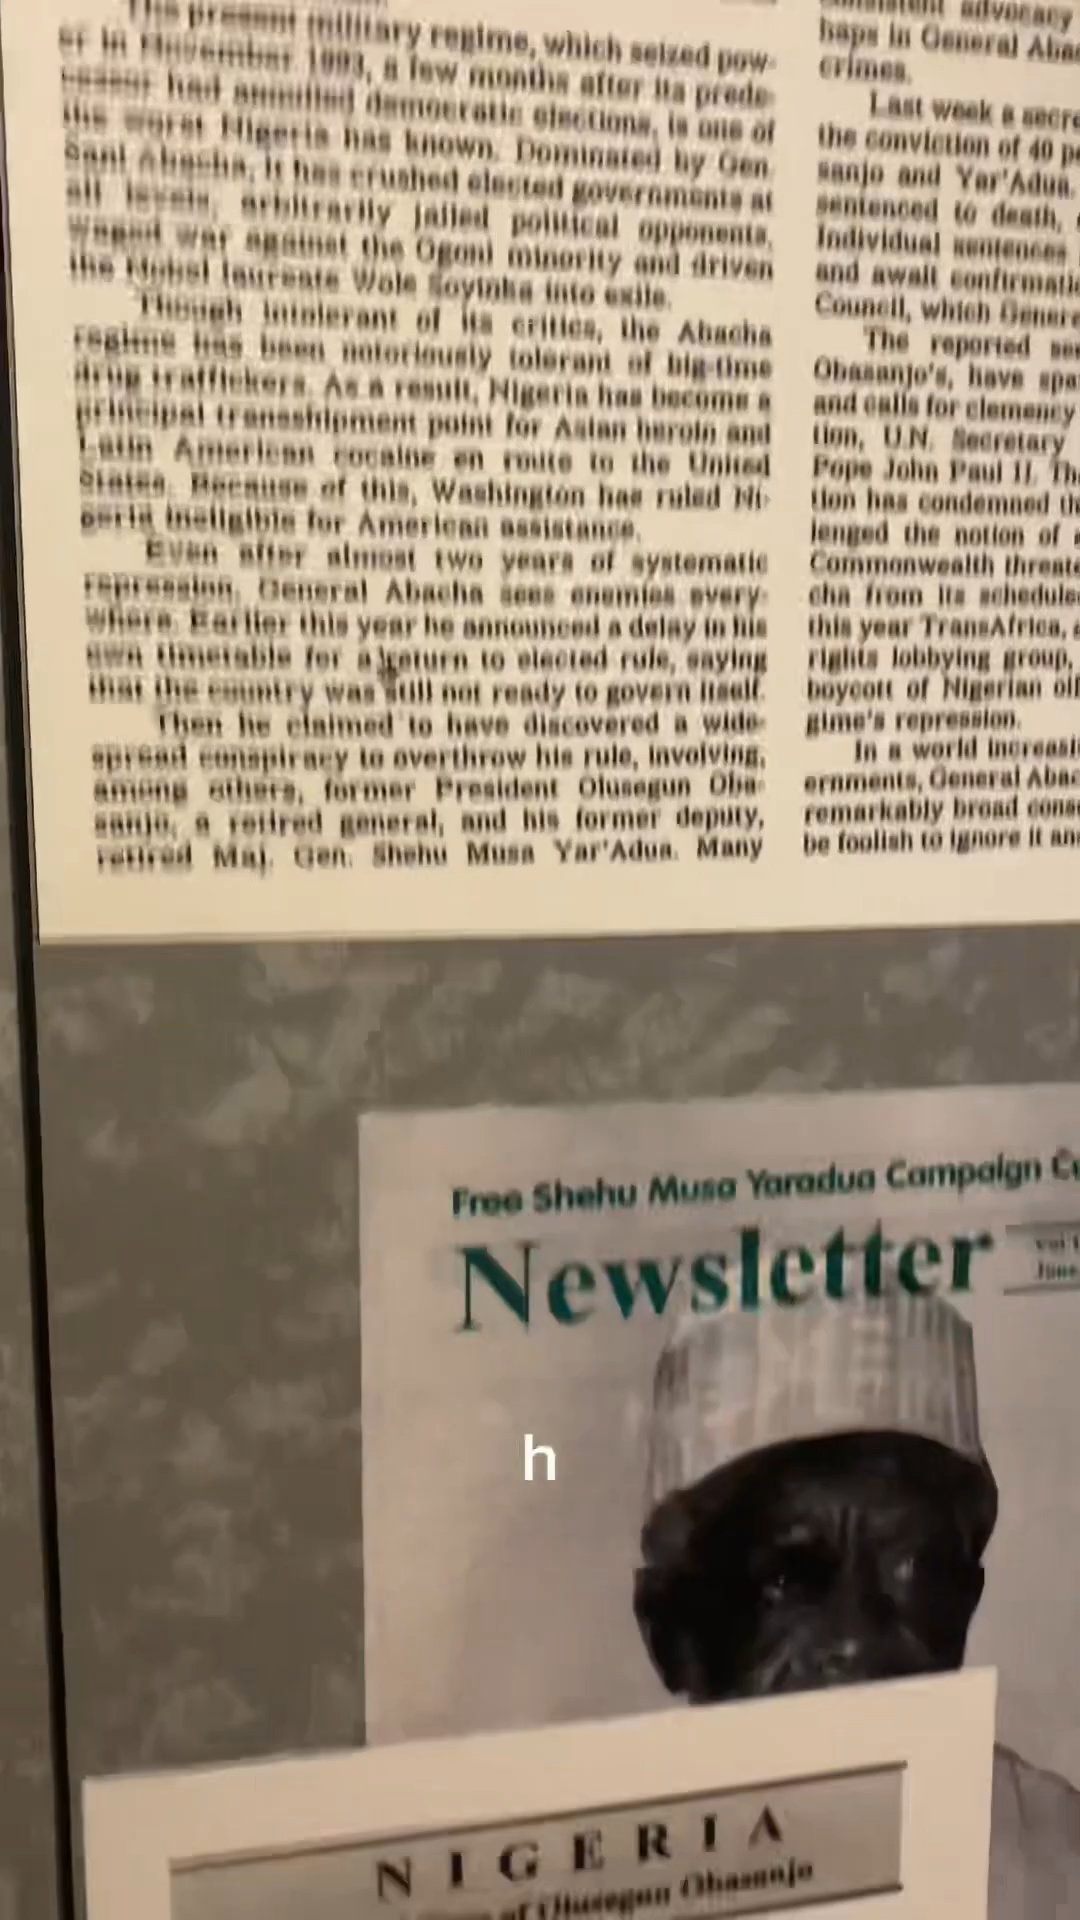 The present military regime, which seized pow-
er in November 1993, a few months after its prede-
cessor had annulled democratic elections, is one of
the worst Nigeria has known. Dominated by Gen.
Sani Abacha, it has crushed elected governments at
all levels, arbitrarily jailed political opponents,
waged war against the Ogoni minority and driven
the Nobel laureate Wole Soyinka into exile.
Though intolerant of its critics, the Abacha
regime has been notoriously tolerant of big-time
drug traffickers. As a result, Nigeria has become a
principal transshipment point for Asian heroin and
Latin American cocaine en route to the United
States. Because of this, Washington has ruled Ni-
geria ineligible for American assistance.
Even after almost two years of systematic
repression, General Abacha sees enemies every-
where. Earlier this year he announced a delay in his
own timetable for a return to elected rule, saying
that the country was still not ready to govern itself.
Then he claimed to have discovered a wide-
spread conspiracy to overthrow his rule, involving,
among others, former President Olusegun Oba-
sanjo, a retired general, and his former deputy,
retired Maj. Gen. Shehu Musa Yar'Adua. Many
consistent advocacy
haps in General Aba
crimes.
Last week a secre
the conviction of 40 pe
sanjo and Yar'Adua.
sentenced to death,
individual sentences
and await confirmati
Council, which Genera
The reported sen
Obasanjo's, have spa
and calls for clemency
tion, U.N. Secretary
Pope John Paul II. The
tion has condemned th
lenged the notion of
Commonwealth threate
cha from its schedule
this year TransAfrica,
rights lobbying group,
boycott of Nigerian oil
gime's repression.
In a world increasi
ernments, General Abac
remarkably broad cons
be foolish to ignore it an
Free Shehu Musa Yaradua Campaign
Newsletter
Vol 1
June
h
NIGERIA
of Olusegun Obasanjo